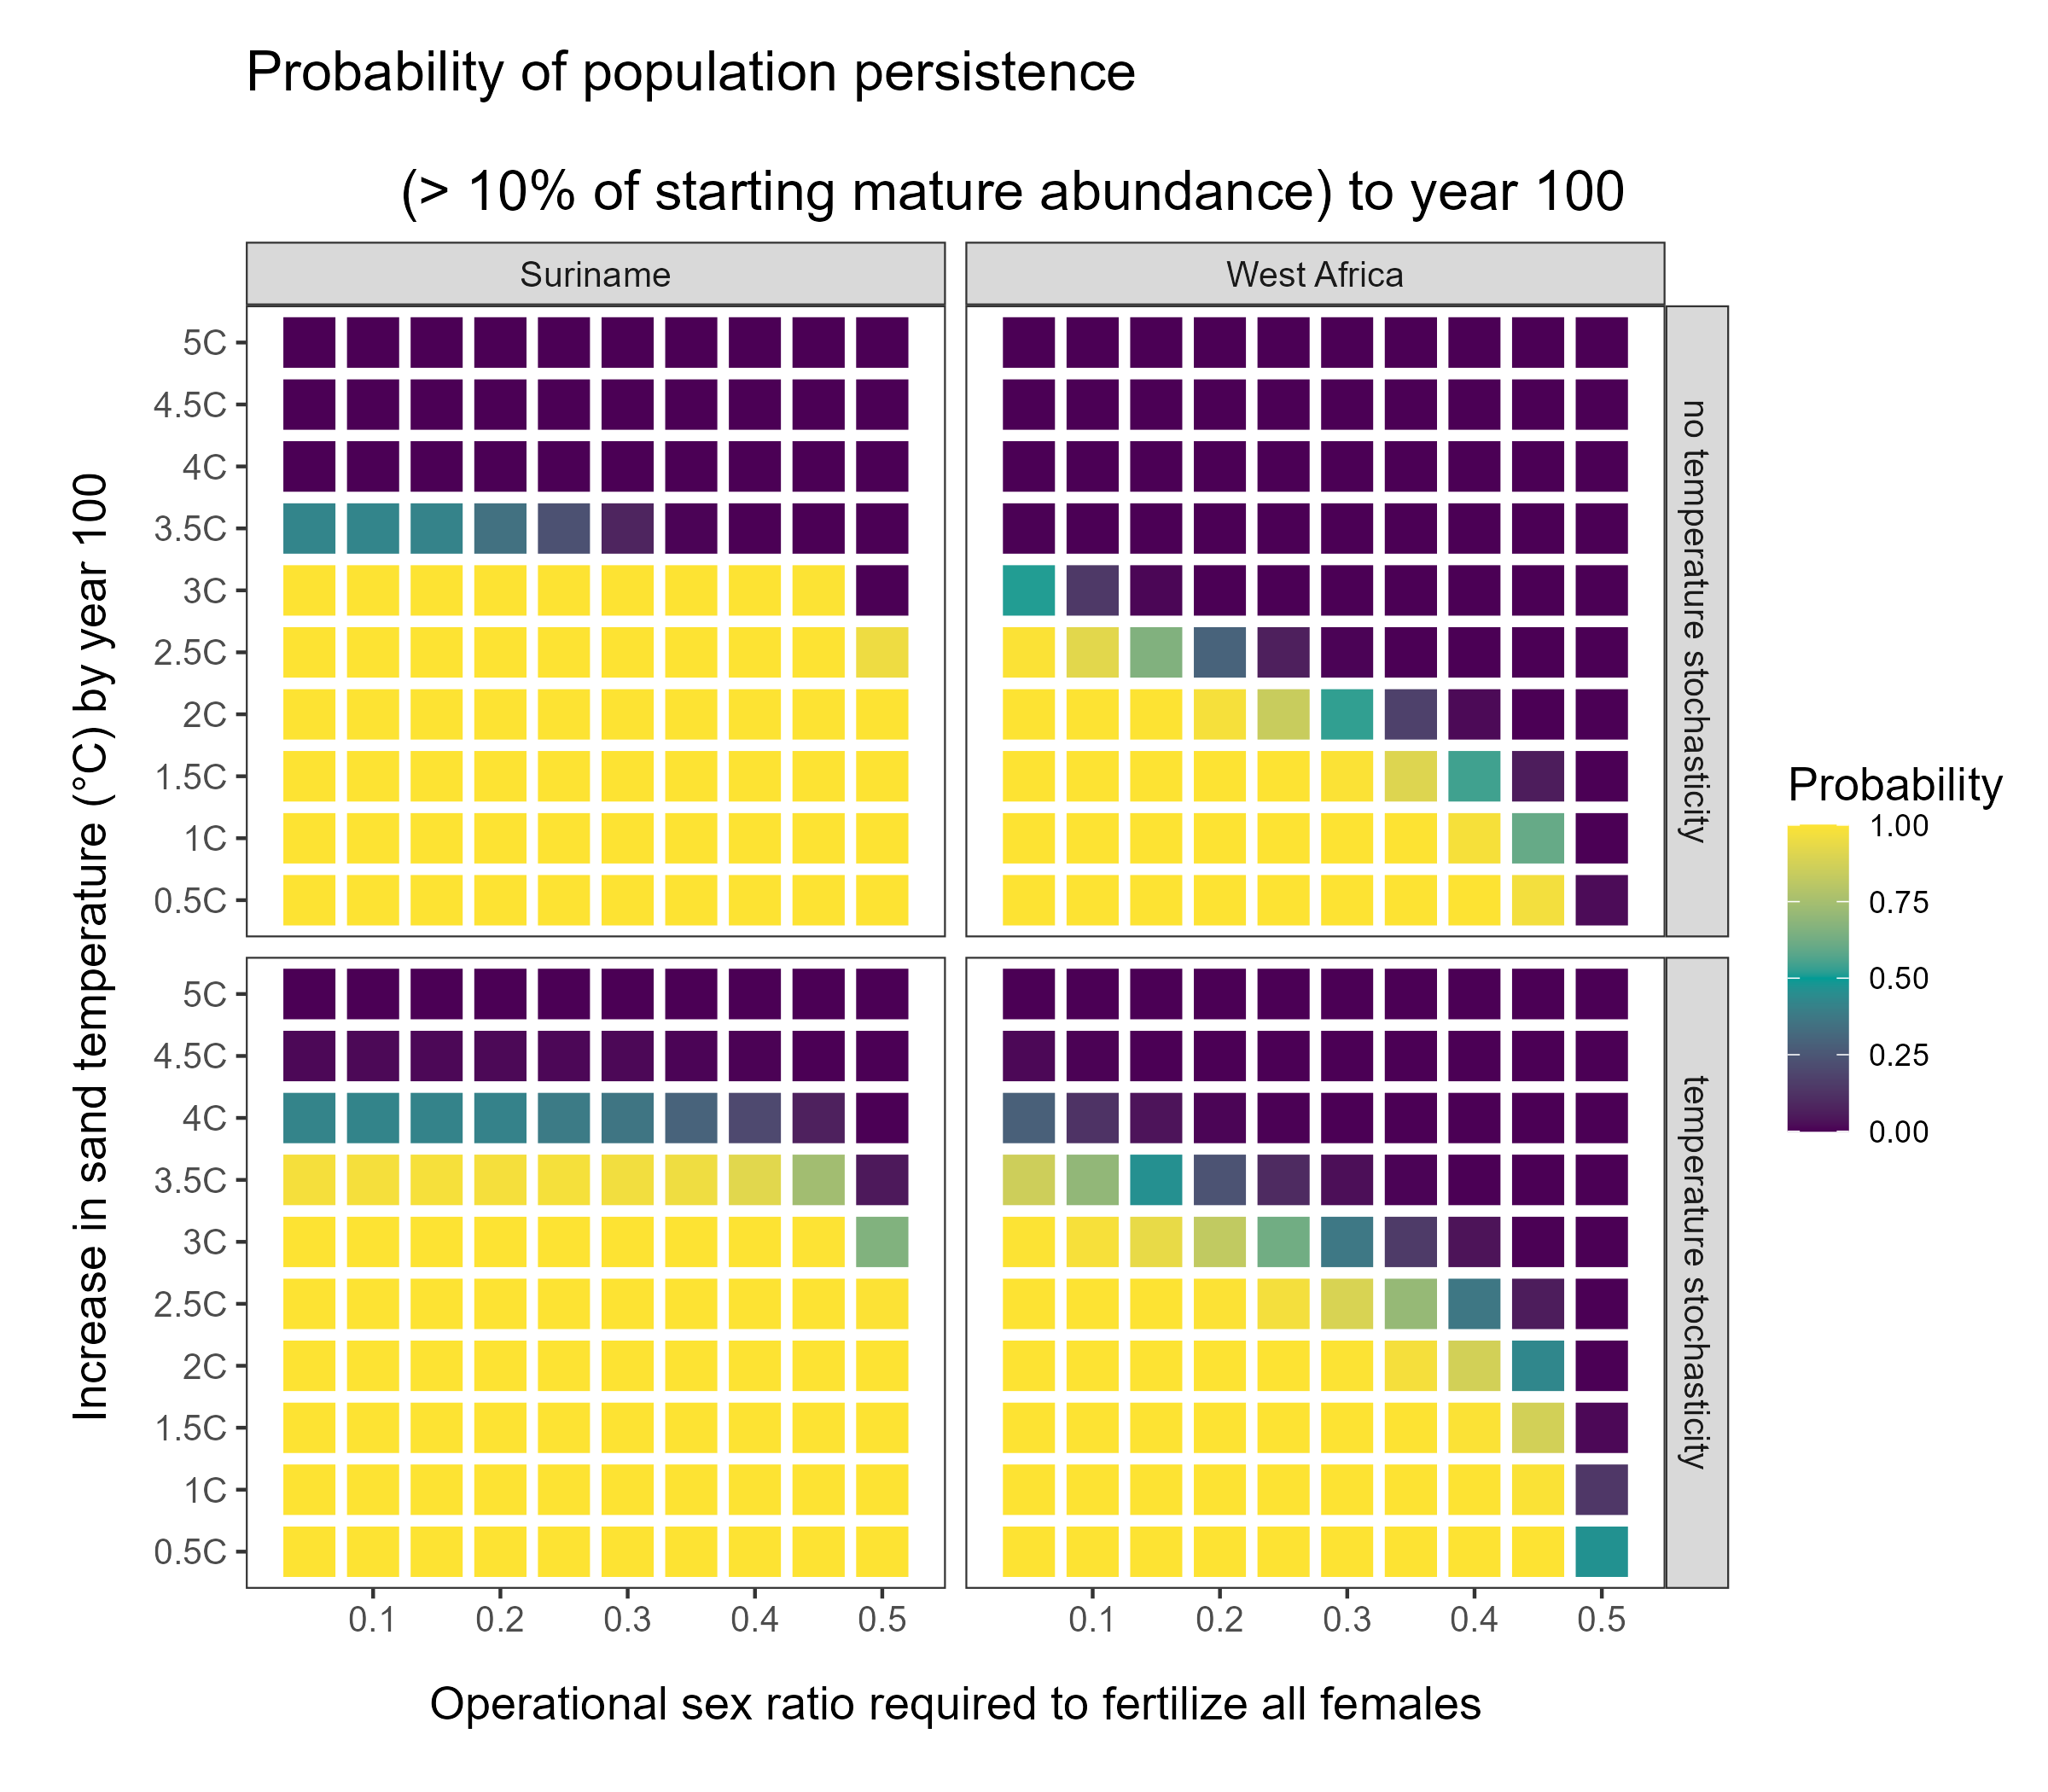 Probability of population persistence
(> 10% of starting mature abundance) to year 100
Suriname
West Africa
Increase in sand temperature (°C) by year 100
5C
4.5C
4C
3.5C
3C
2.5C
2C
1.5C
1C
0.5C
no temperature stochasticity
5C
4.5C
4C
3.5C
3C
2.5C
2C
1.5C
1C
0.5C
temperature stochasticity
0.1 0.2 0.3 0.4 0.5
0.1 0.2 0.3 0.4 0.5
Operational sex ratio required to fertilize all females
Probability
1.00
0.75
0.50
0.25
0.00